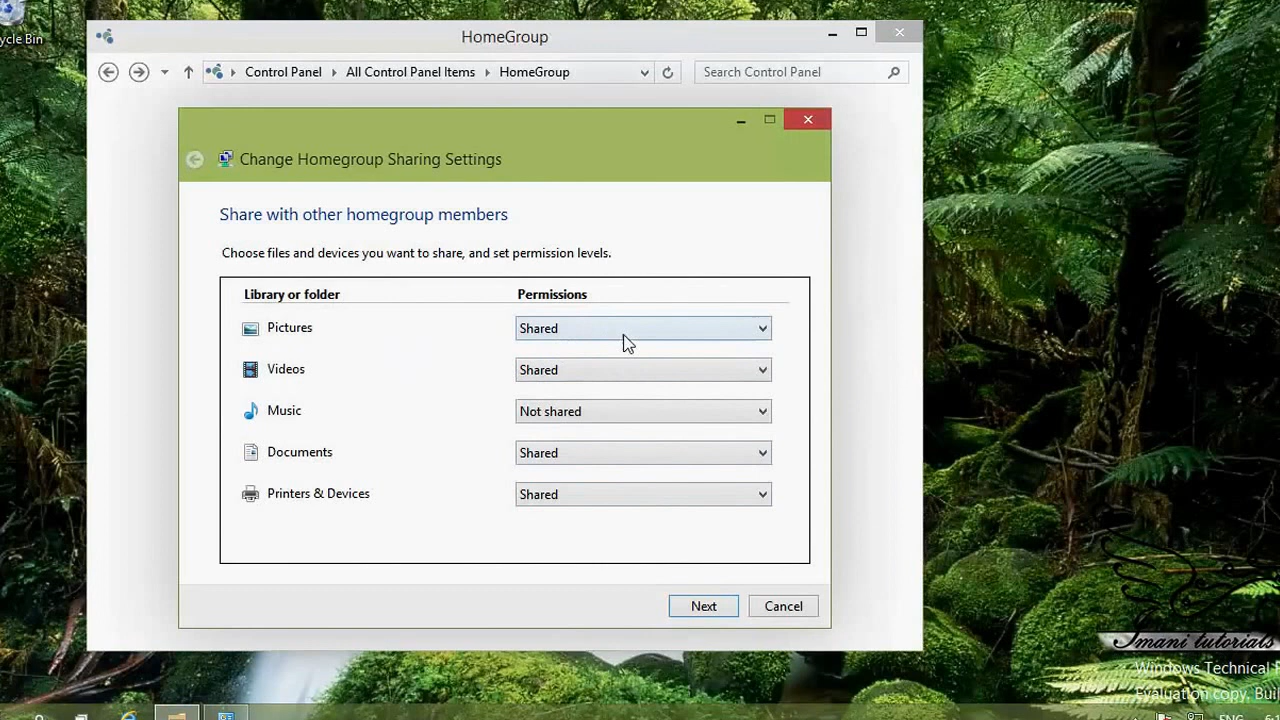 cycle Bin
HomeGroup
Control Panel
All Control Panel Items
HomeGroup
Search Control Panel
Change Homegroup Sharing Settings
Share with other homegroup members
Choose files and devices you want to share, and set permission levels.
Library or folder Permissions
Pictures Shared
Videos Shared
Music Not shared
Documents Shared
Printers & Devices Shared
Next Cancel
Imani tutorials
Windows Technical
Evaluation copy. Buil
ENG